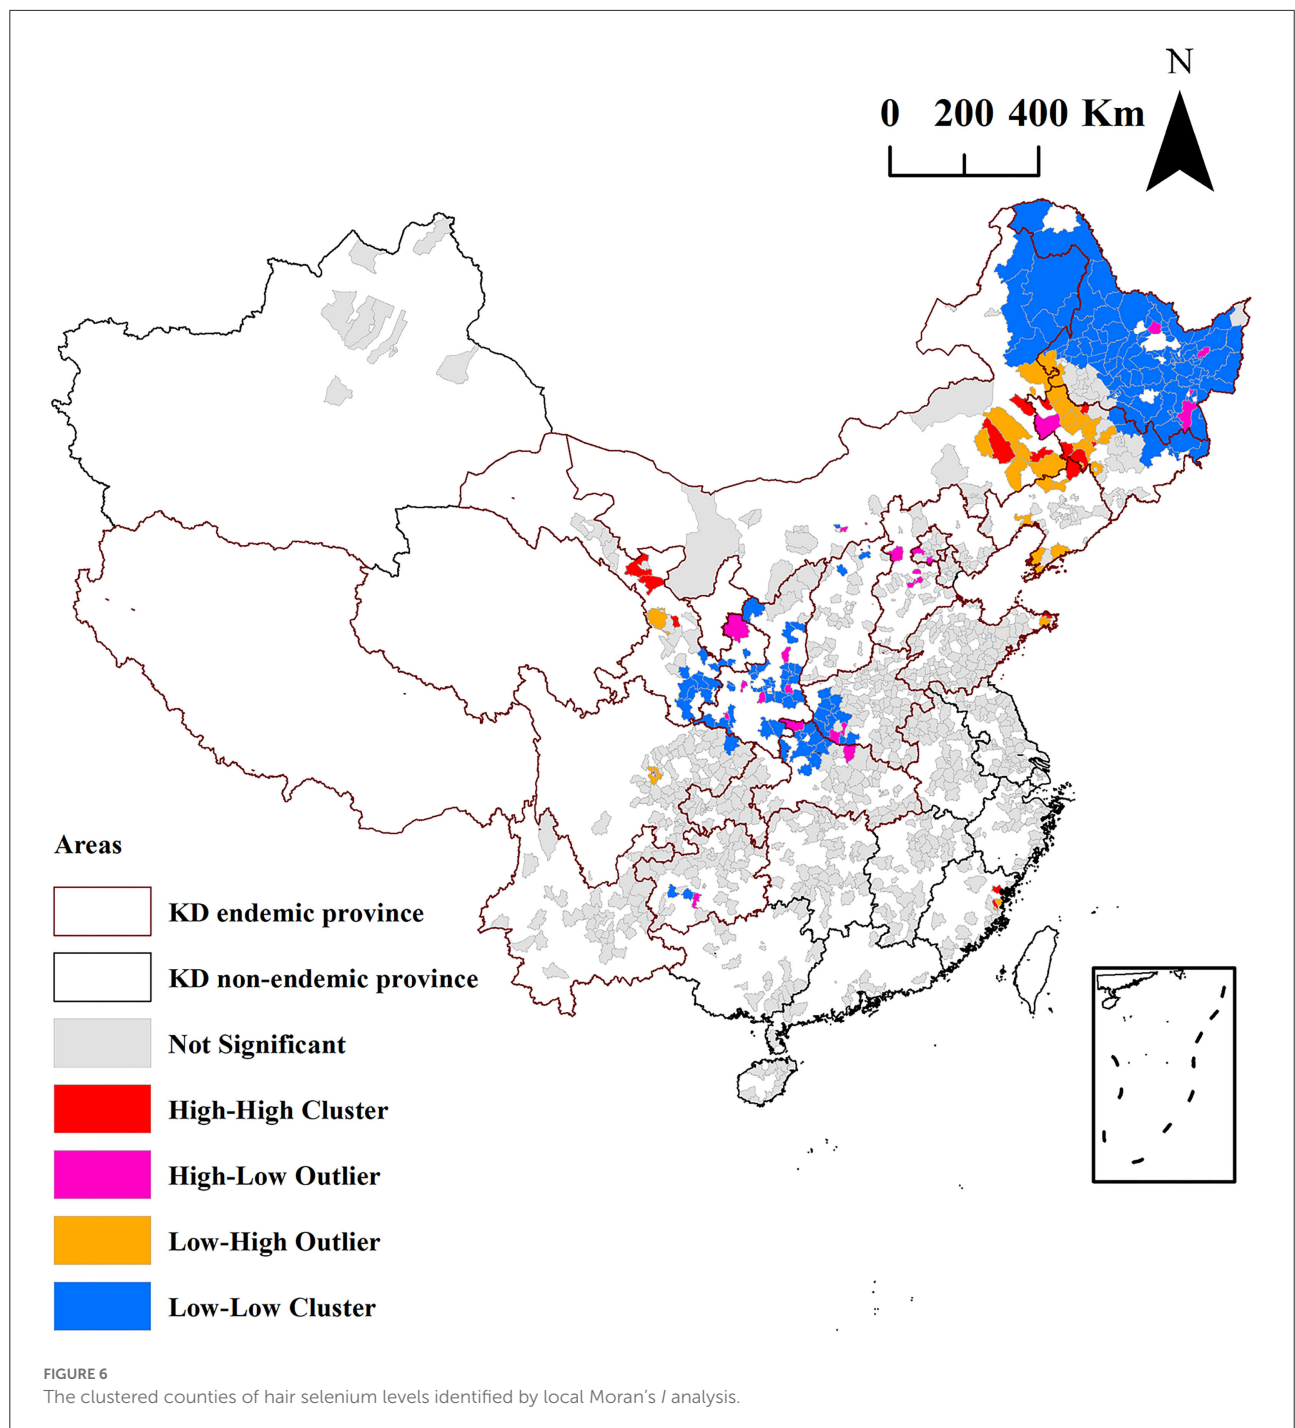 N
0 200 400 Km
Areas
KD endemic province
KD non-endemic province
Not Significant
High-High Cluster
High-Low Outlier
Low-High Outlier
Low-Low Cluster
FIGURE 6
The clustered counties of hair selenium levels identified by local Moran's I analysis.